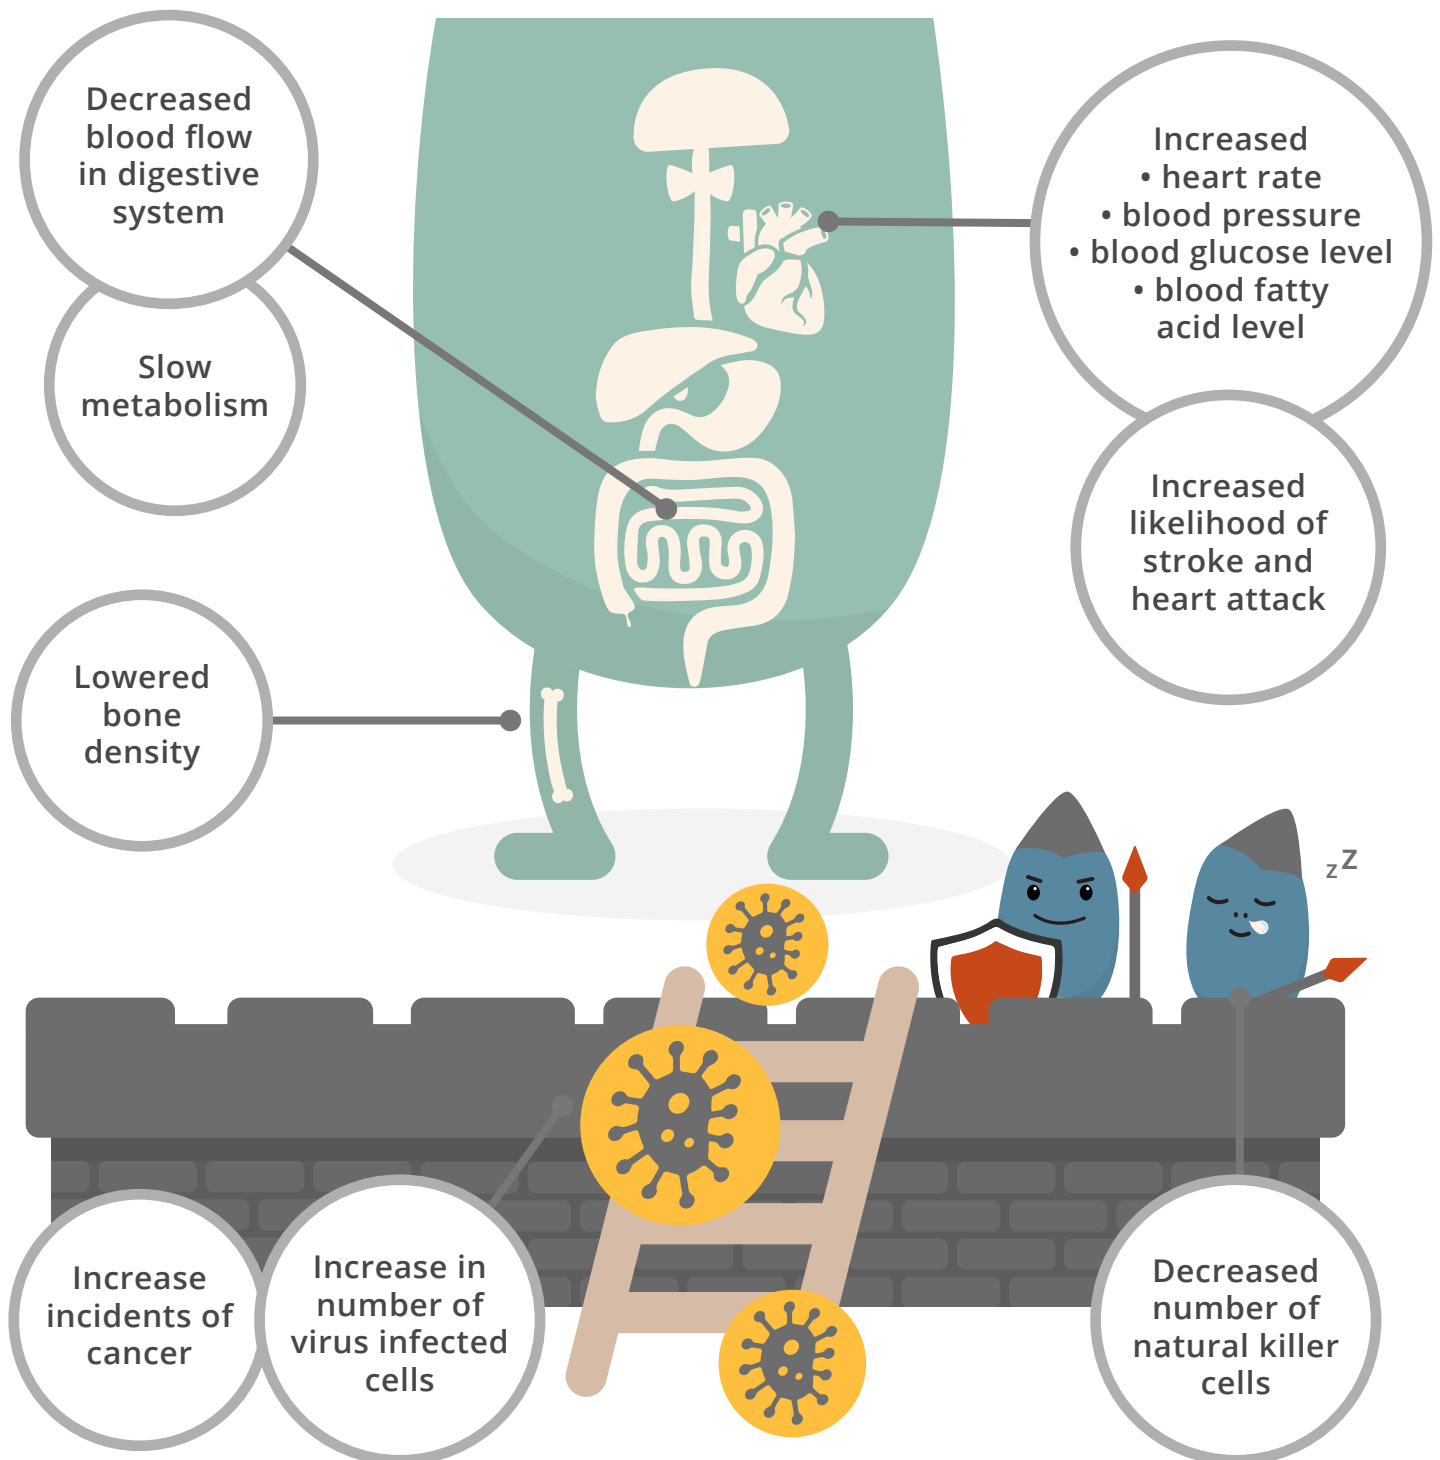 Decreased
blood flow
in digestive
system
Slow
metabolism
Increased
• heart rate
• blood pressure
• blood glucose level
• blood fatty
acid level
Increased
likelihood of
stroke and
heart attack
Lowered
bone
density
z Z
Increase
incidents of
cancer
Increase in
number of
virus infected
cells
Decreased
number of
natural killer
cells